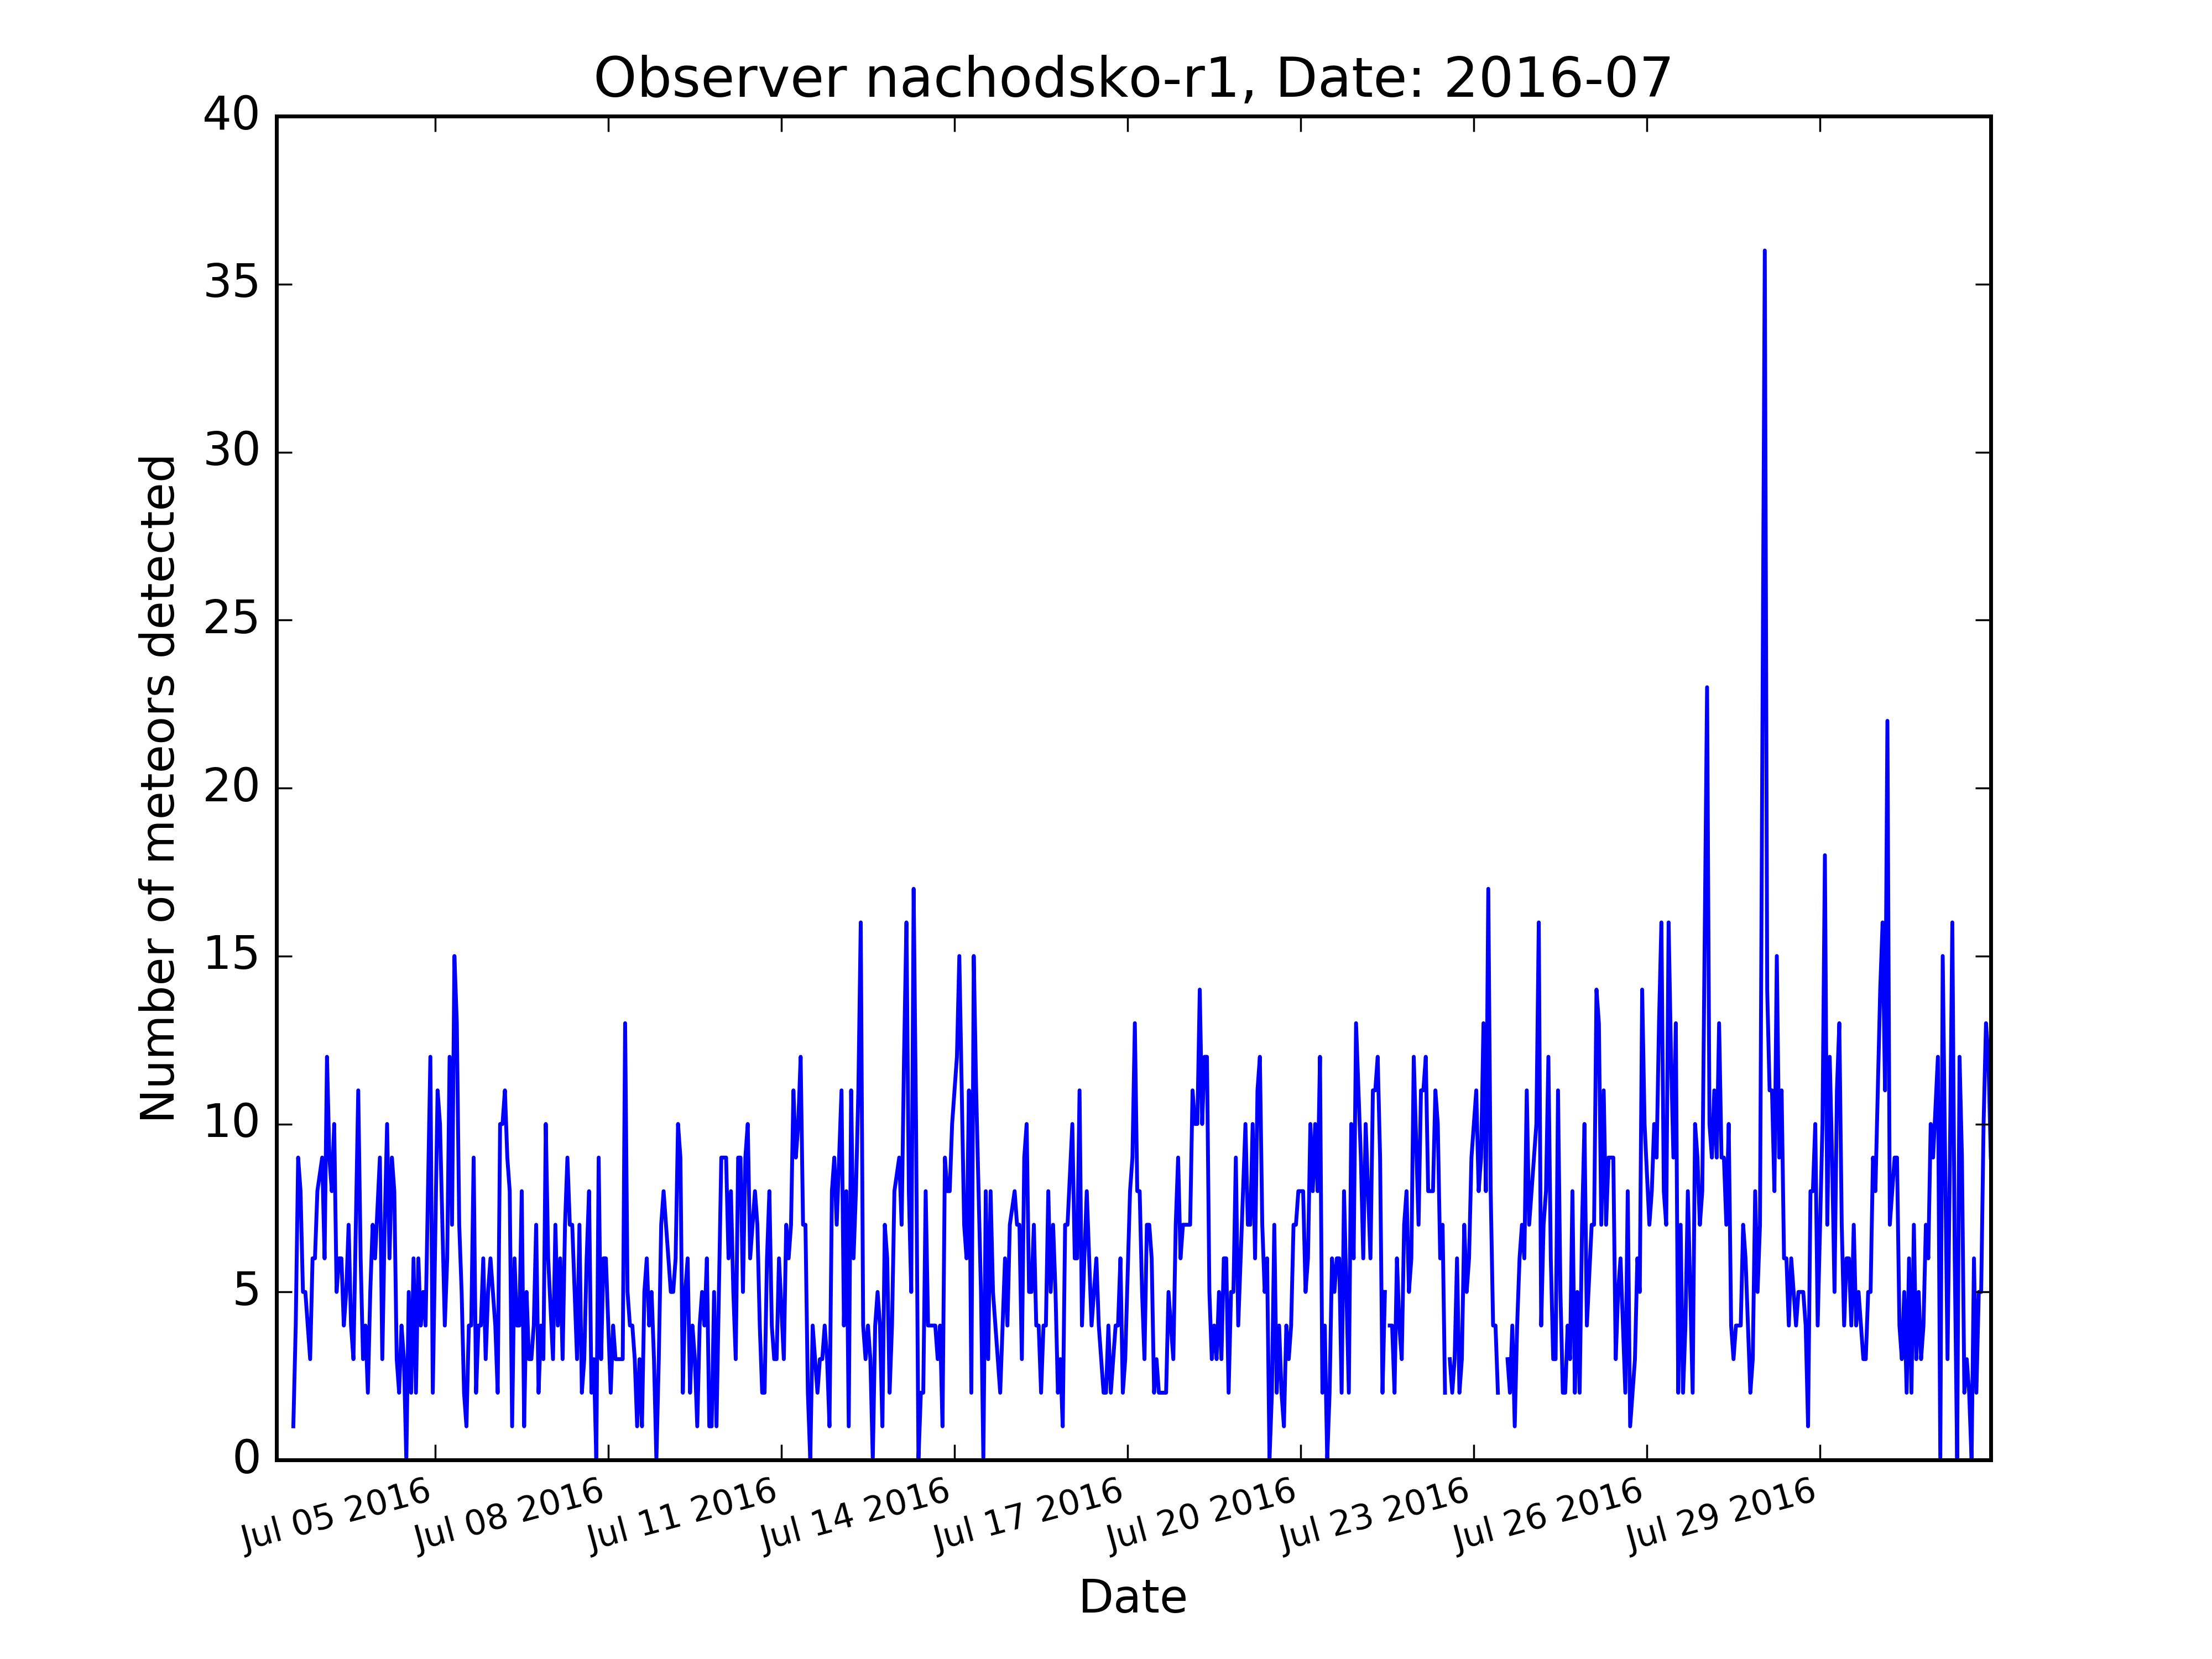 Observer nachodsko-r1, Date: 2016-07
40
35
30
25
20
15
10
5
0
Number of meteors detected
Jul 05 2016
Jul 08 2016
Jul 11 2016
Jul 14 2016
Jul 17 2016
Jul 20 2016
Jul 23 2016
Jul 26 2016
Jul 29 2016
Date